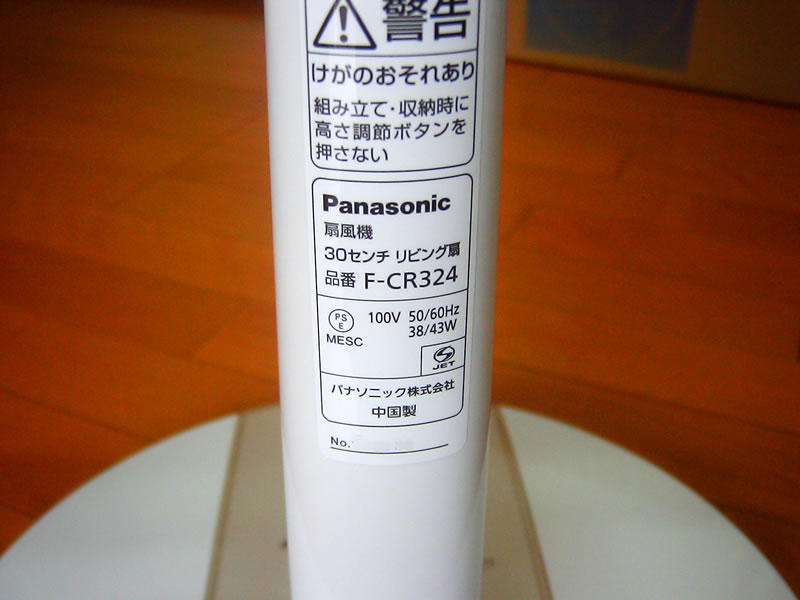 警告
けがのおそれあり
組み立て・収納時に
高さ調節ボタンを
押さない
Panasonic
扇風機
30センチ リビング扇
品番 F-CR324
PS
E
MESC
100V 50/60Hz
38/43W
JET
パナソニック株式会社
中国製
No.